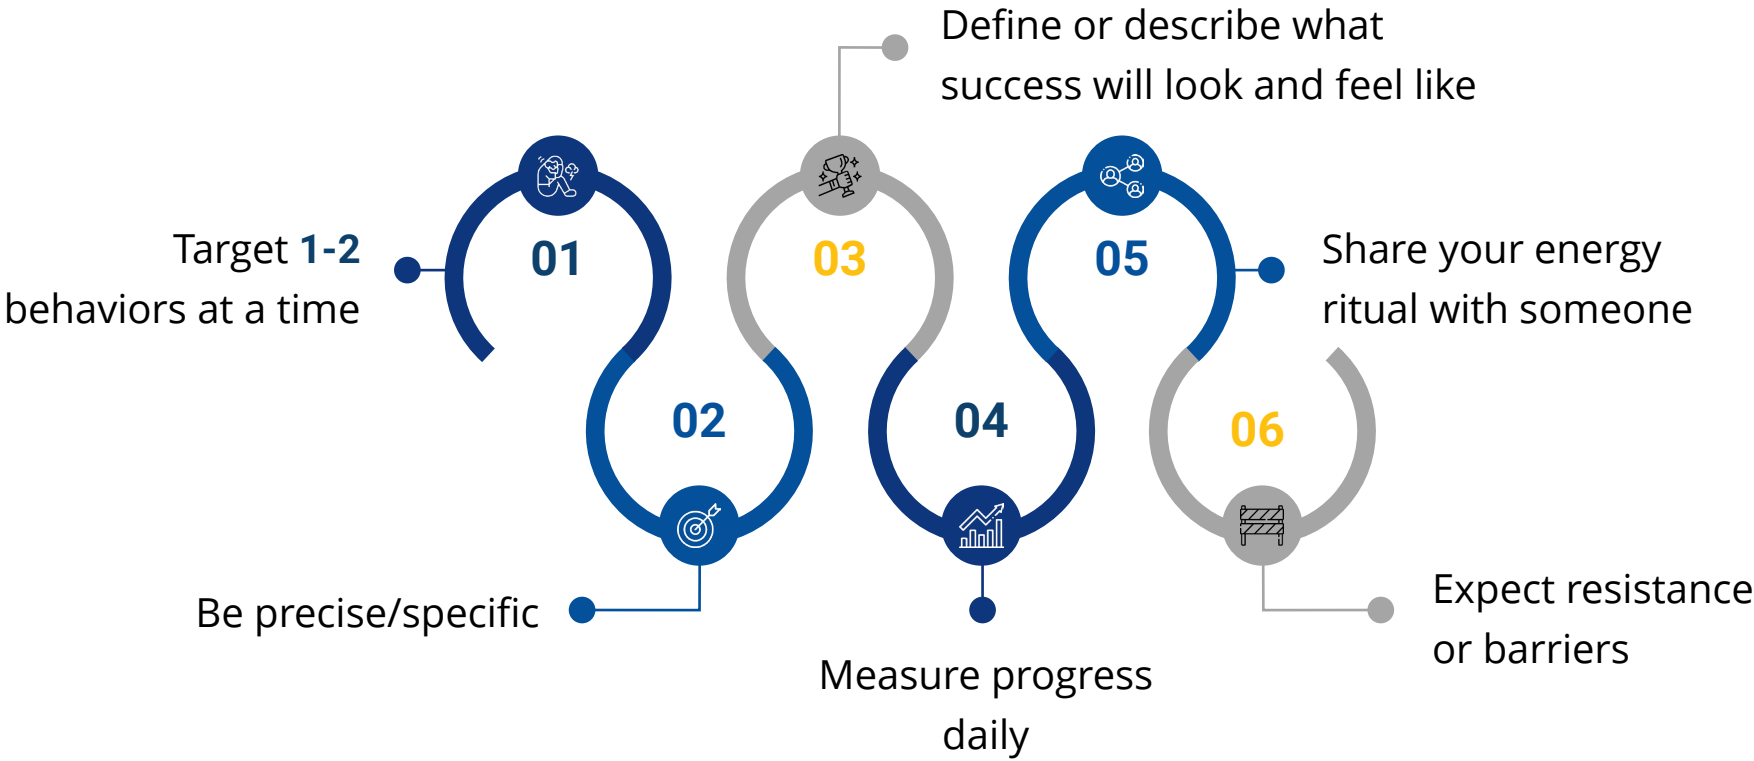 01
Target 1-2
behaviors at a time
02
Be precise/specific
03
Define or describe what
success will look and feel like
04
Measure progress
daily
05
Share your energy
ritual with someone
06
Expect resistance
or barriers